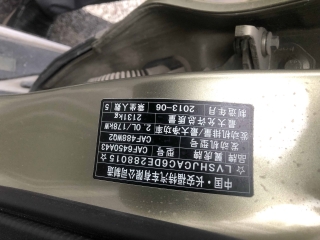 中国·长安福特汽车有限公司制造
☆LVSHJCAC6DE288015☆
品牌 翼虎牌 型号 CAF6450A43
发动机型号 CAF488WQ2
发动机排量/最大净功率 2.0L/178kW
最大允许总质量 2131kg
制造年月 2013-06 乘坐人数 5